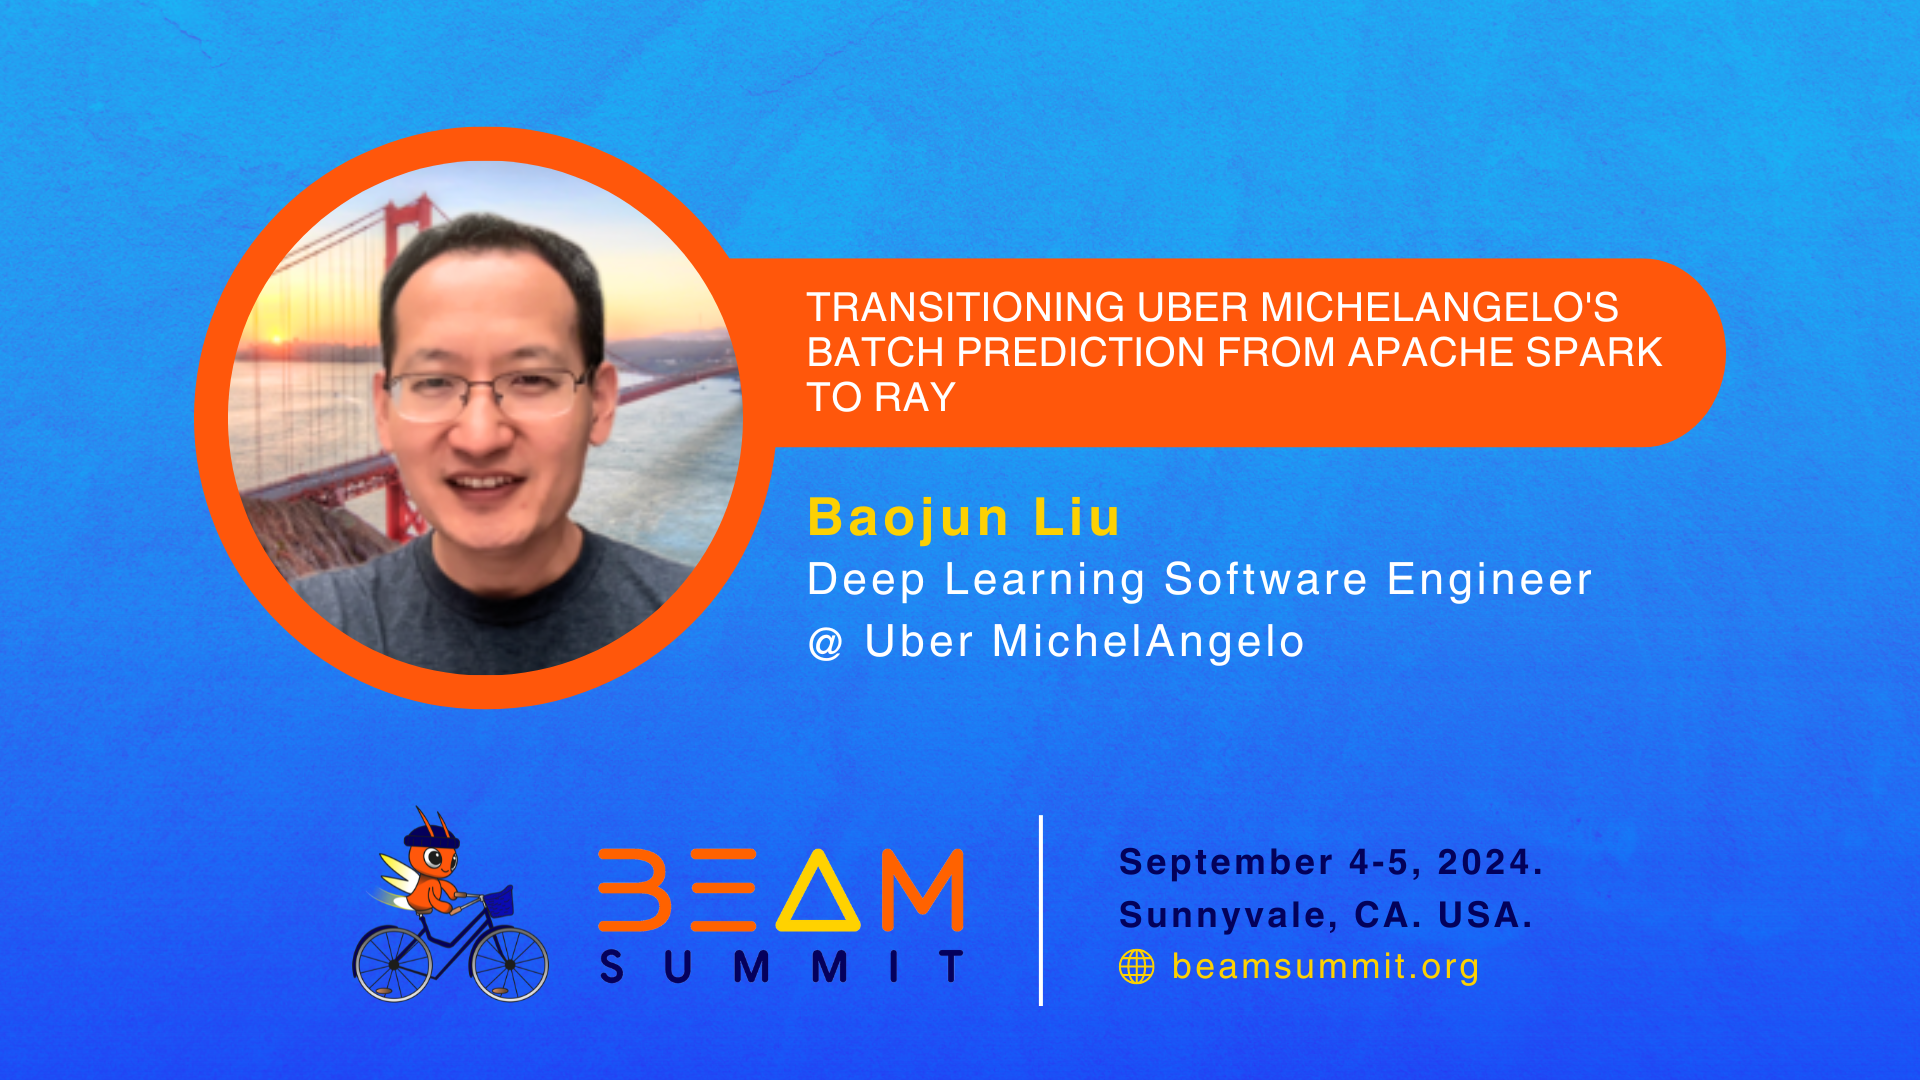 TRANSITIONING UBER MICHELANGELO'S
BATCH PREDICTION FROM APACHE SPARK
TO RAY
Baojun Liu
Deep Learning Software Engineer
@ Uber MichelAngelo
BEAM
SUMMIT
September 4-5, 2024.
Sunnyvale, CA. USA.
beamsummit.org